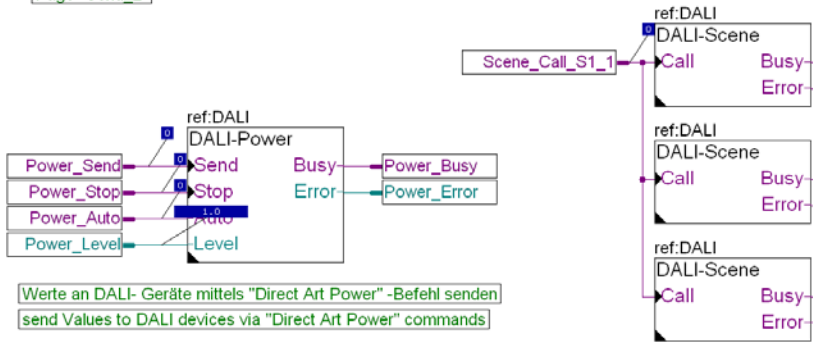 ref:DALI
DALI-Scene
0
Scene_Call_S1_1
Call
Busy
Error
ref:DALI
DALI-Power
0
Power_Send
0
Send
Busy
Power_Busy
Power_Stop
0
Stop
Error
Power_Error
Power_Auto
1.0
Auto
Power_Level
Level
ref:DALI
DALI-Scene
Call
Busy
Error
ref:DALI
DALI-Scene
Call
Busy
Error
Werte an DALI- Geräte mittels "Direct Art Power" -Befehl senden
send Values to DALI devices via "Direct Art Power" commands